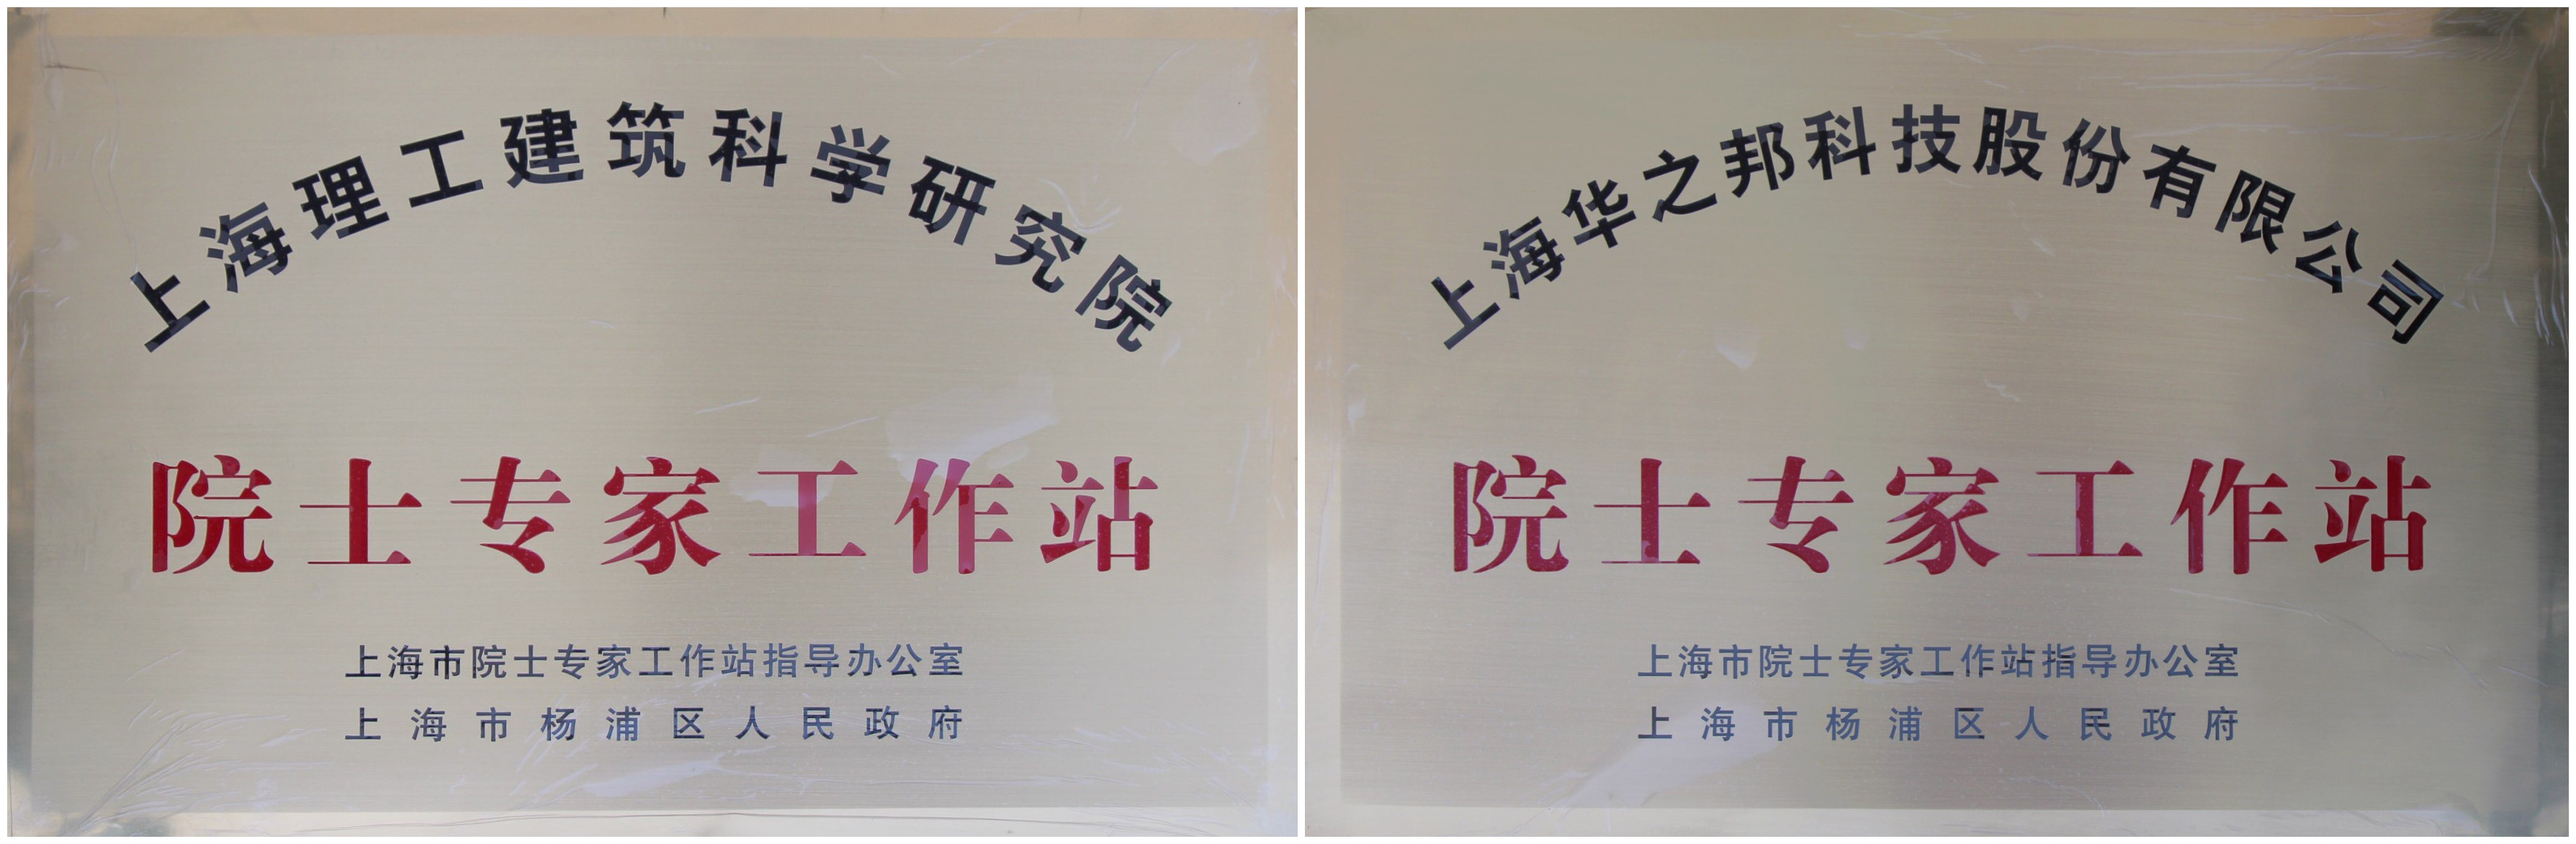 上海理工建筑科学研究院
院士专家工作站
上海市院士专家工作站指导办公室
上海市杨浦区人民政府
上海华之邦科技股份有限公司
院士专家工作站
上海市院士专家工作站指导办公室
上海市杨浦区人民政府